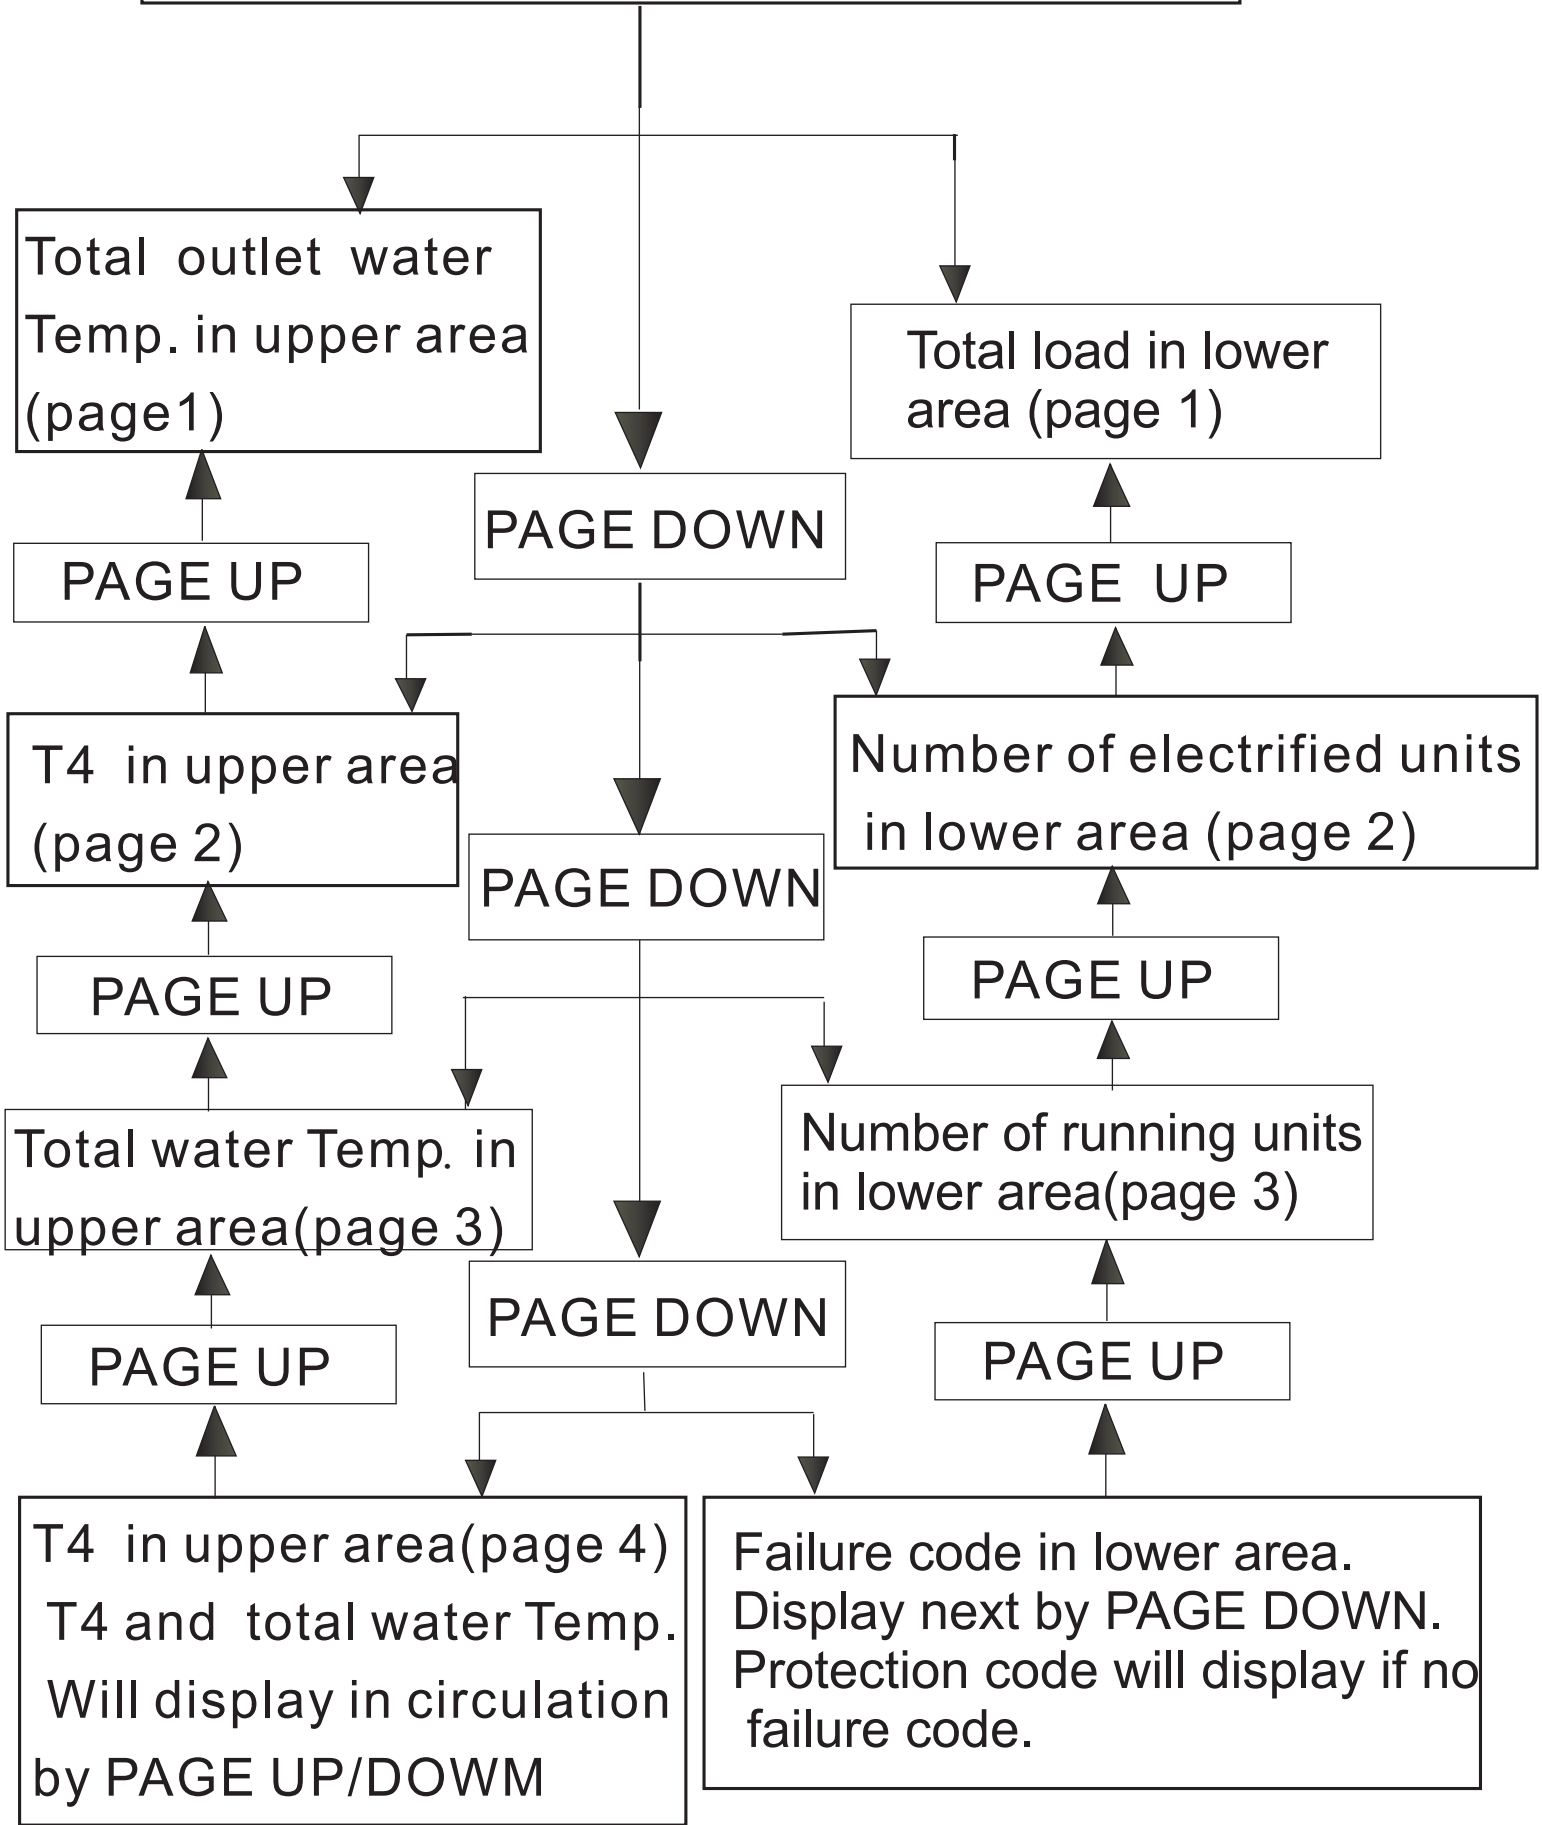 Total outlet water
Temp. in upper area
(page1)
Total load in lower
area (page 1)
PAGE DOWN
PAGE UP
PAGE UP
T4 in upper area
(page 2)
Number of electrified units
in lower area (page 2)
PAGE DOWN
PAGE UP
PAGE UP
Total water Temp. in
upper area(page 3)
Number of running units
in lower area(page 3)
PAGE DOWN
PAGE UP
PAGE UP
T4 in upper area(page 4)
T4 and total water Temp.
Will display in circulation
by PAGE UP/DOWM
Failure code in lower area.
Display next by PAGE DOWN.
Protection code will display if no
failure code.